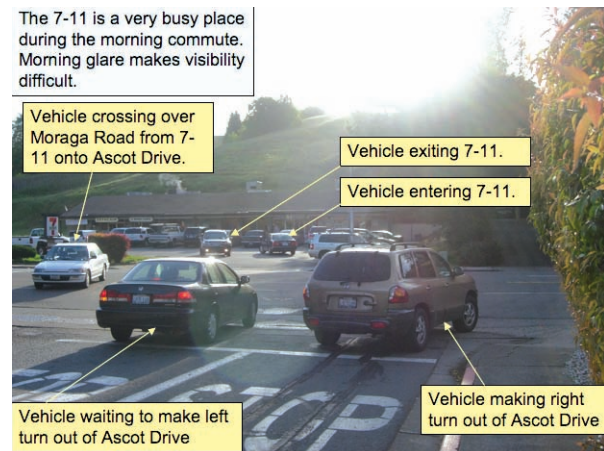 The 7-11 is a very busy place
during the morning commute.
Morning glare makes visibility
difficult.
Vehicle crossing over
Moraga Road from 7-
11 onto Ascot Drive.
Vehicle exiting 7-11.
Vehicle entering 7-11.
7
STOP
Vehicle waiting to make left
turn out of Ascot Drive
Vehicle making right
turn out of Ascot Drive